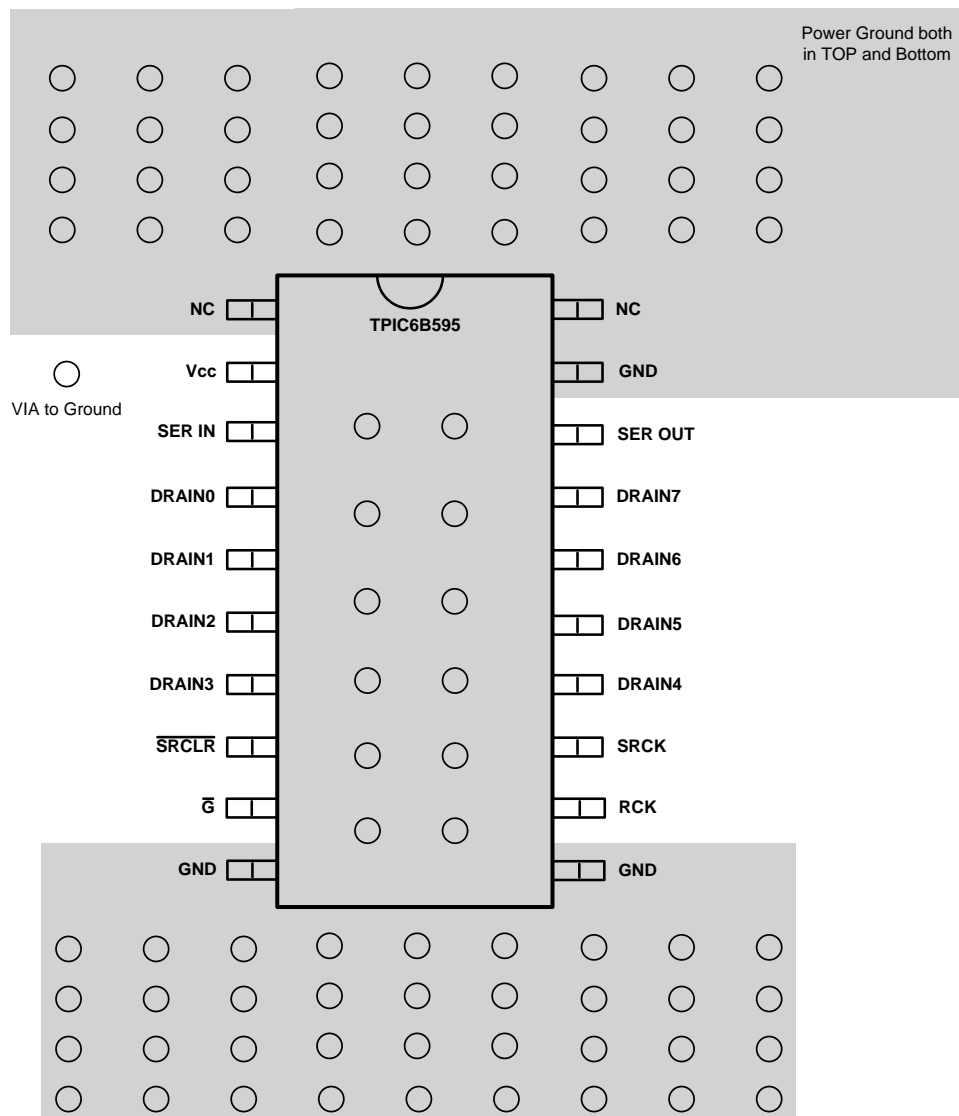 Power Ground both
in TOP and Bottom
NC
TPIC6B595
NC
Vcc
GND
VIA to Ground
SER IN
SER OUT
DRAIN0
DRAIN7
DRAIN1
DRAIN6
DRAIN2
DRAIN5
DRAIN3
DRAIN4
S̅R̅C̅L̅R̅
SRCK
G̅
RCK
GND
GND